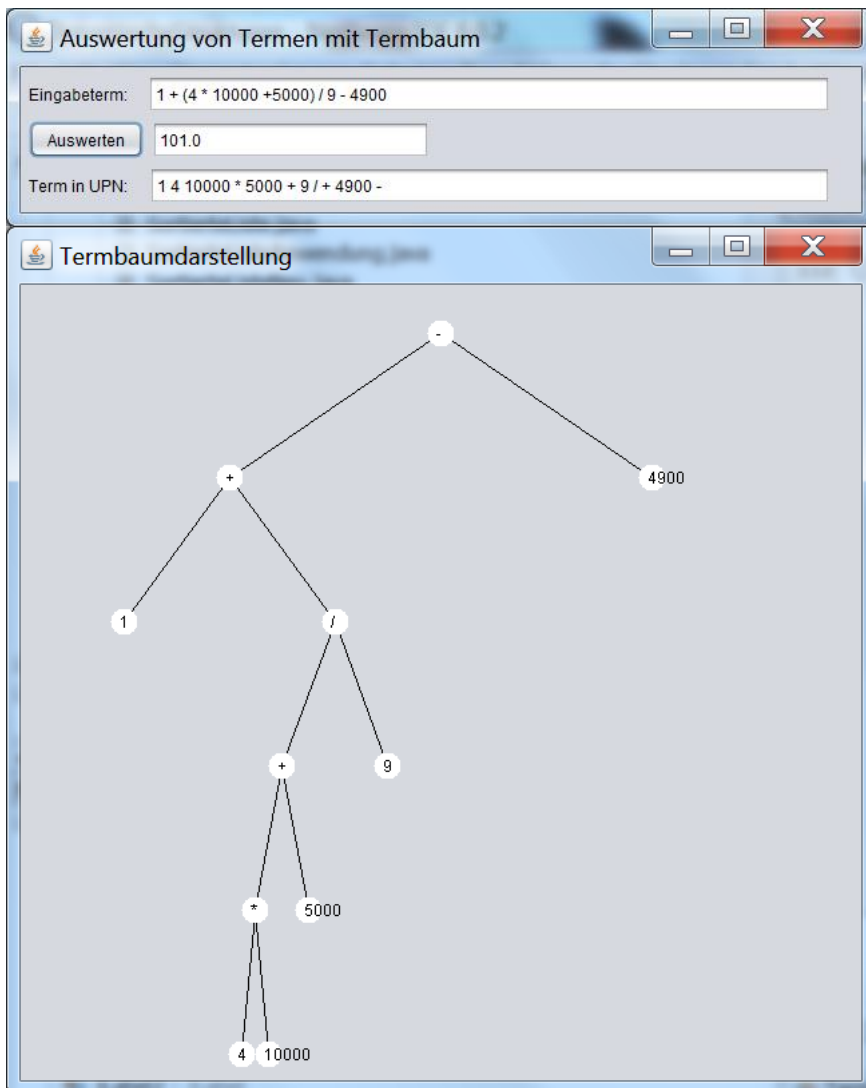 Auswertung von Termen mit Termbaum
Eingabeterm: 1 + (4 * 10000 +5000) / 9 - 4900
Auswerten 101.0
Term in UPN: 1 4 10000 * 5000 + 9 / + 4900 -
Termbaumdarstellung
-
+ 4900
1 /
+ 9
* 5000
4 10000